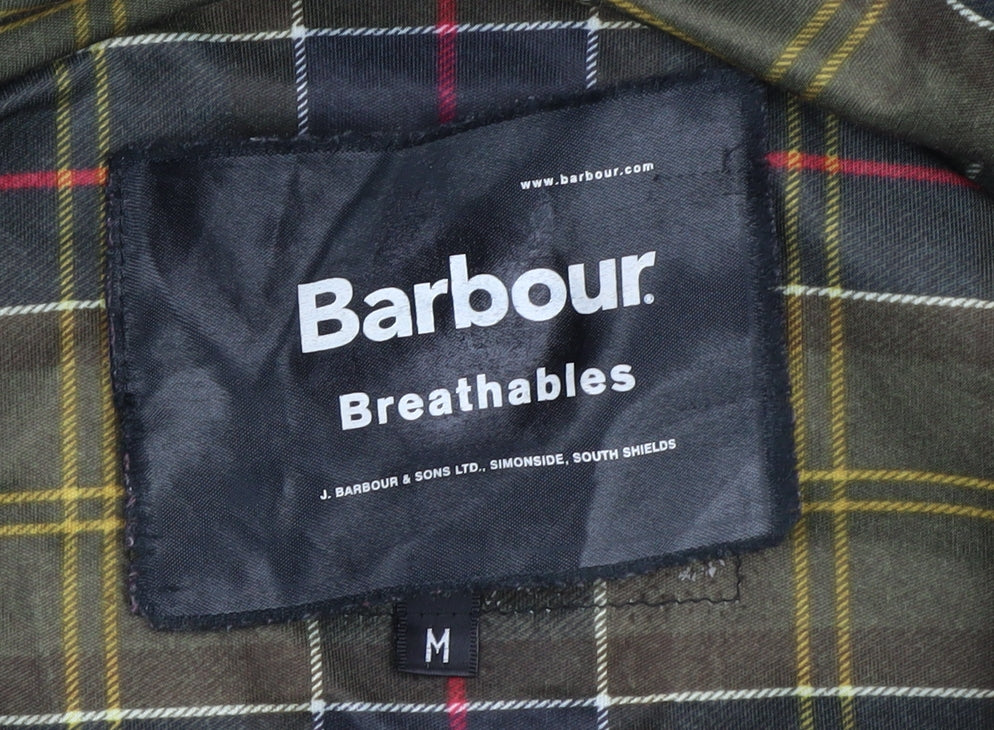 www.barbour.com
Barbour.
Breathables
J. BARBOUR & SONS LTD., SIMONSIDE, SOUTH SHIELDS
M